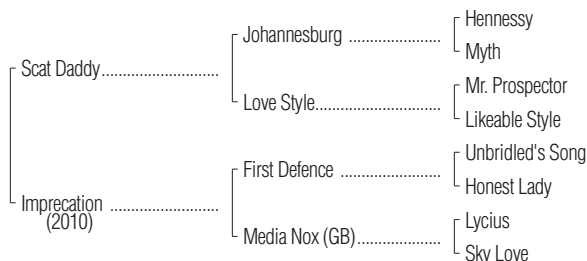 Hennessy
Johannesburg ....................
Myth
Scat Daddy......................
Mr. Prospector
Love Style........................
Likeable Style
Unbridled's Song
First Defence ....................
Honest Lady
Imprecation ....................
(2010)
Lycius
Media Nox (GB)................
Sky Love